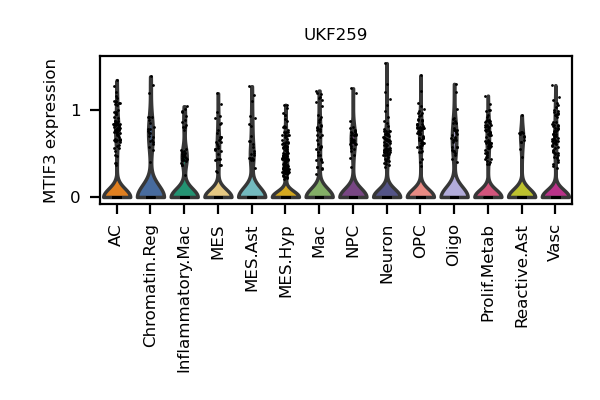 UKF259
MTIF3 expression
1
0
AC
Chromatin.Reg
Inflammatory.Mac
MES
MES.Ast
MES.Hyp
Mac
NPC
Neuron
OPC
Oligo
Prolif.Metab
Reactive.Ast
Vasc